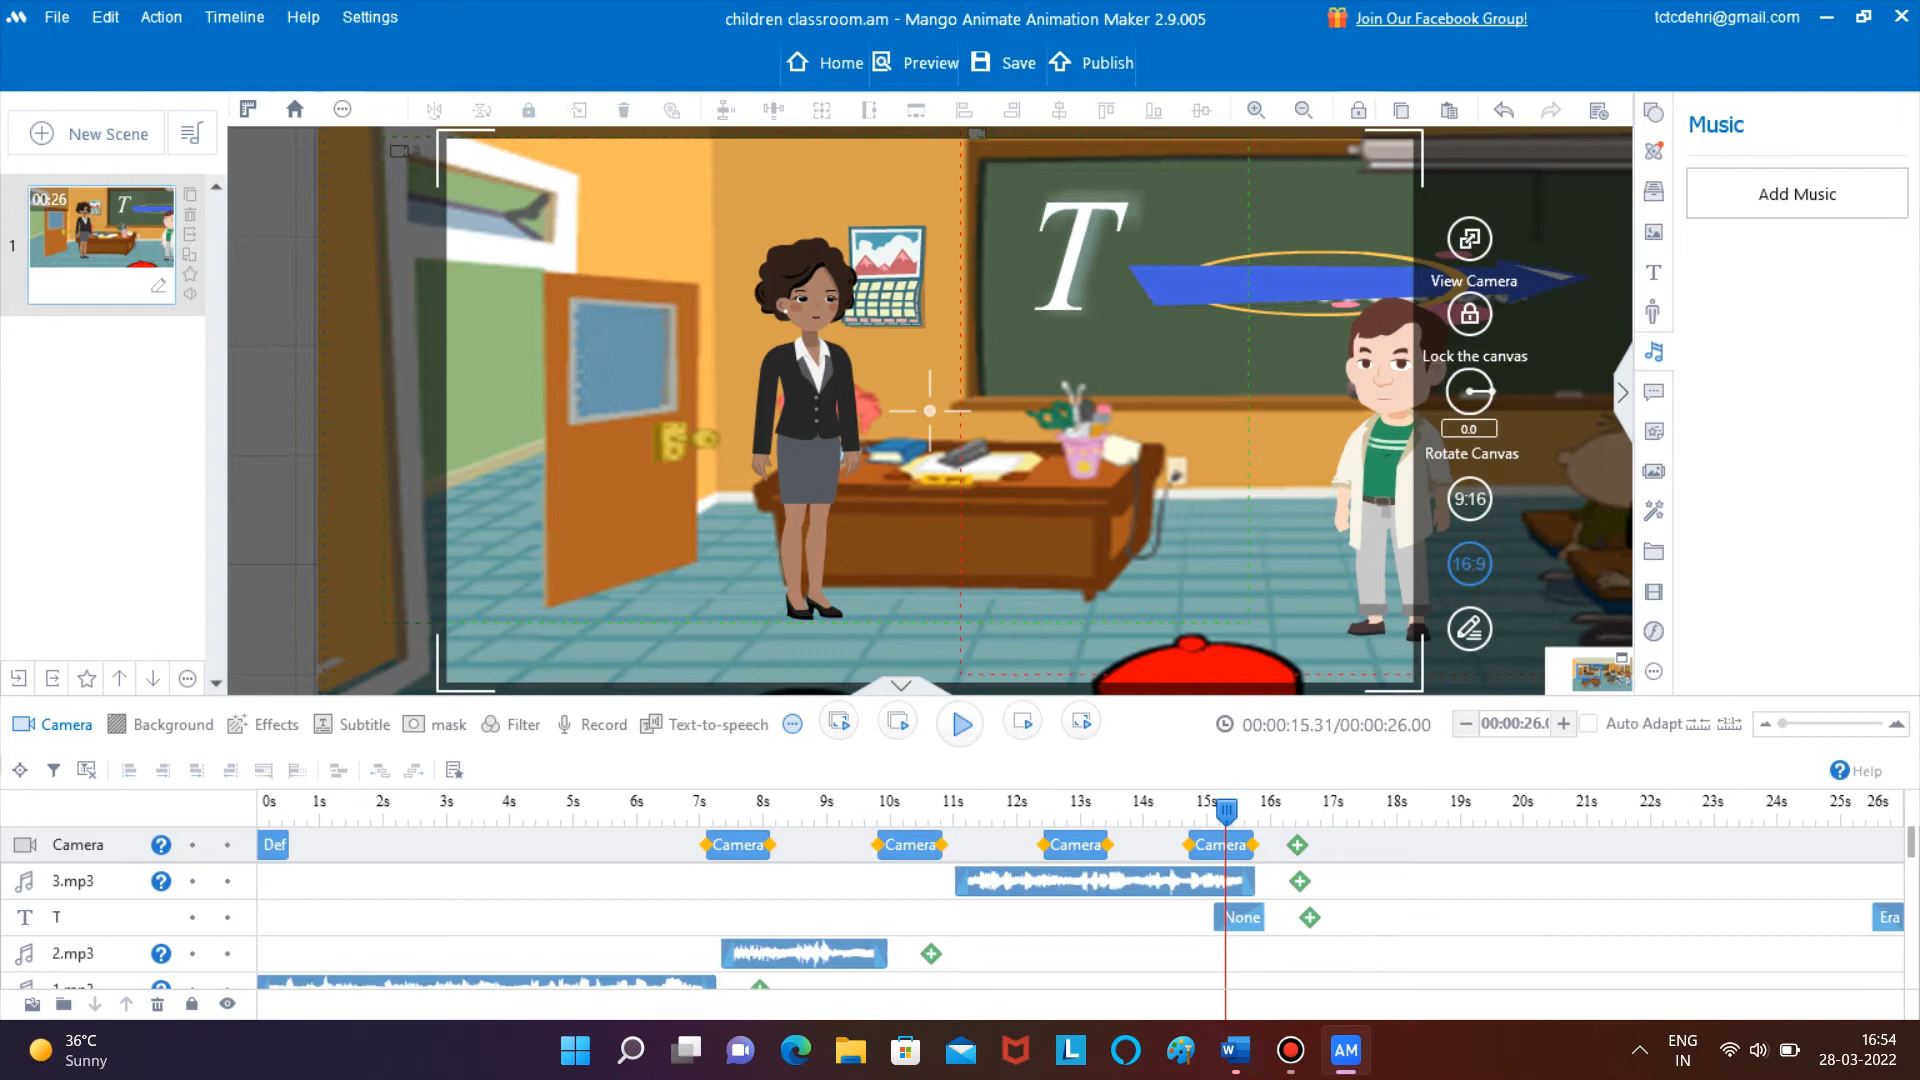 File Edit Action Timeline Help Settings
children classroom.am - Mango Animate Animation Maker 2.9.005
Join Our Facebook Group!
tctcdehri@gmail.com
Home Preview Save Publish
New Scene
1
00:26
T
T
View Camera
Lock the canvas
0.0
Rotate Canvas
9:16
16:9
Music
Add Music
Camera Background Effects Subtitle mask Filter Record Text-to-speech
00:00:15.31/00:00:26.00
00:00:26.0
Auto Adapt
Help
0s 1s 2s 3s 4s 5s 6s 7s 8s 9s 10s 11s 12s 13s 14s 15s 16s 17s 18s 19s 20s 21s 22s 23s 24s 25s 26s
Camera Def Camera Camera Camera Camera
3.mp3
T T None Era
2.mp3
1.mp3
36°C
Sunny
W
L
AM
ENG
IN
16:54
28-03-2022